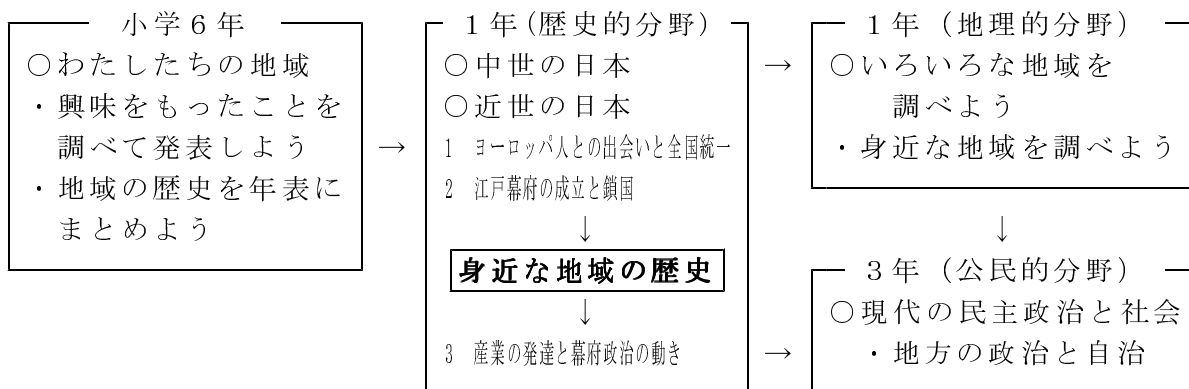 小学6年
○わたしたちの地域
・興味をもったことを
調べて発表しよう
・地域の歴史を年表に
まとめよう
→
1年(歴史的分野)
○中世の日本
○近世の日本
1 ヨーロッパ人との出会いと全国統一
2 江戸幕府の成立と鎖国
↓
身近な地域の歴史
↓
3 産業の発達と幕府政治の動き
→
1年(地理的分野)
○いろいろな地域を
調べよう
・身近な地域を調べよう
↓
→
3年(公民的分野)
○現代の民主政治と社会
・地方の政治と自治